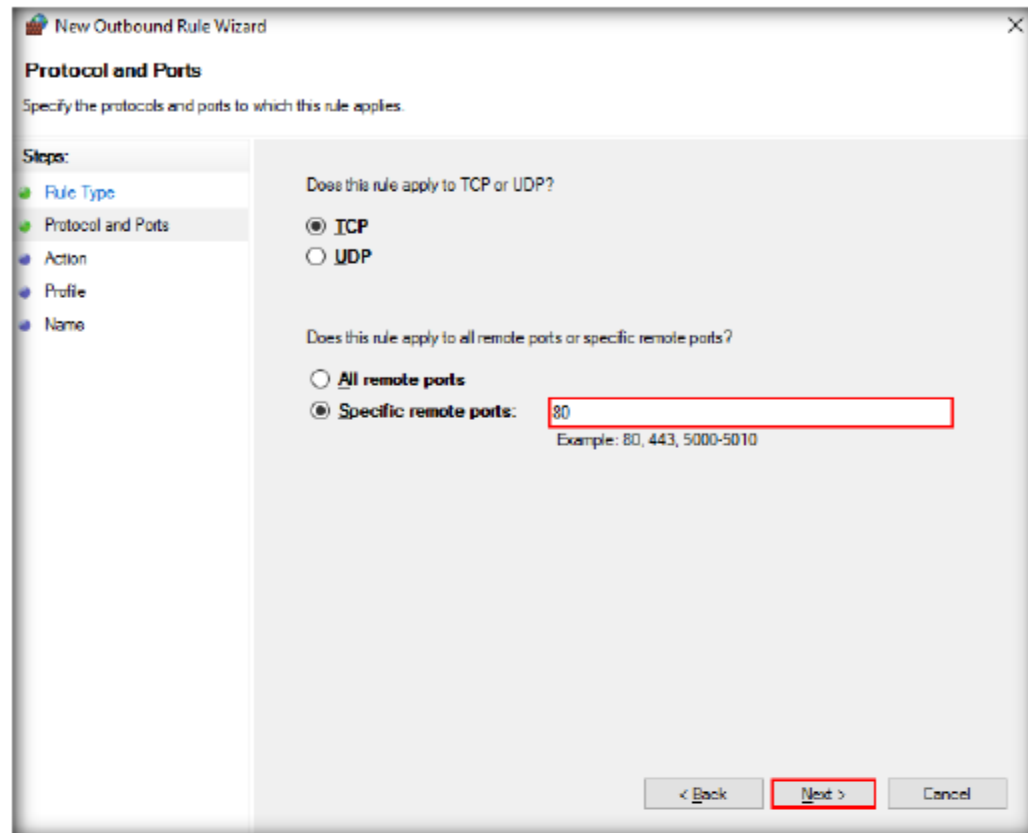 New Outbound Rule Wizard
Protocol and Ports
Specify the protocols and ports to which this rule applies.
Steps:
Rule Type
Protocol and Ports
Action
Profile
Name
Does this rule apply to TCP or UDP?
TCP
UDP
Does this rule apply to all remote ports or specific remote ports?
All remote ports
Specific remote ports: 80
Example: 80, 443, 5000-5010
< Back Next > Cancel